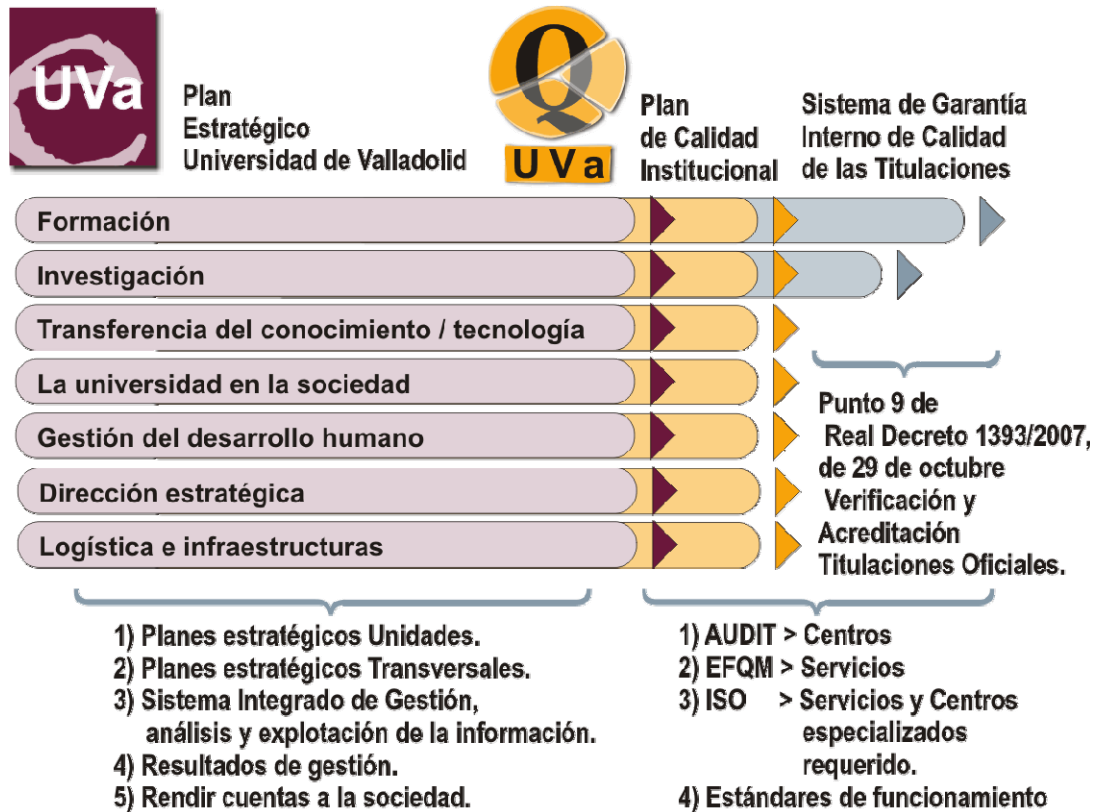 UVa
Plan
Estratégico
Universidad de Valladolid
Q
UVa
Plan
de Calidad
Institucional
Sistema de Garantía
Interno de Calidad
de las Titulaciones
Formación
Investigación
Transferencia del conocimiento / tecnología
La universidad en la sociedad
Gestión del desarrollo humano
Dirección estratégica
Logística e infraestructuras
Punto 9 de
Real Decreto 1393/2007,
de 29 de octubre
Verificación y
Acreditación
Titulaciones Oficiales.
1) Planes estratégicos Unidades.
2) Planes estratégicos Transversales.
3) Sistema Integrado de Gestión,
análisis y explotación de la información.
4) Resultados de gestión.
5) Rendir cuentas a la sociedad.
1) AUDIT > Centros
2) EFQM > Servicios
3) ISO > Servicios y Centros
especializados
requerido.
4) Estándares de funcionamiento